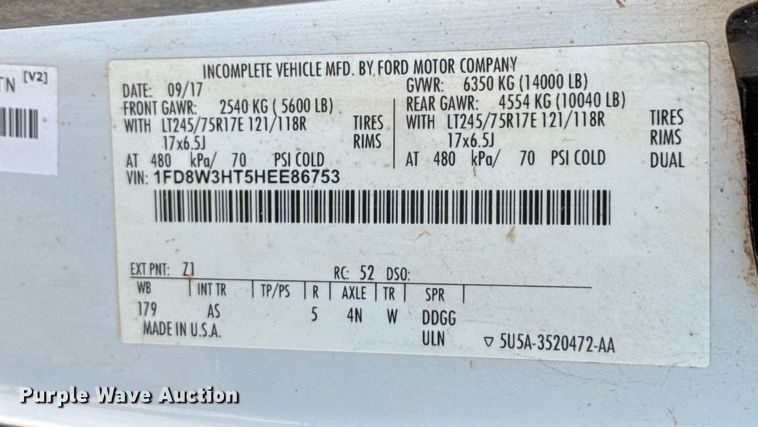 TN [V2]
INCOMPLETE VEHICLE MFD. BY FORD MOTOR COMPANY
DATE: 09/17 GVWR: 6350 KG (14000 LB)
FRONT GAWR: 2540 KG ( 5600 LB) REAR GAWR: 4554 KG (10040 LB)
WITH LT245/75R17E 121/118R TIRES WITH LT245/75R17E 121/118R TIRES
17x6.5J RIMS 17x6.5J RIMS
AT 480 kPa/ 70 PSI COLD AT 480 kPa/ 70 PSI COLD DUAL
VIN: 1FD8W3HT5HEE86753
EXT PNT: Z1 RC: 52 DSO:
WB INT TR TP/PS R AXLE TR SPR
179 AS 5 4N W DDGG
MADE IN U.S.A. ULN ▽ 5U5A-3520472-AA
Purple Wave Auction